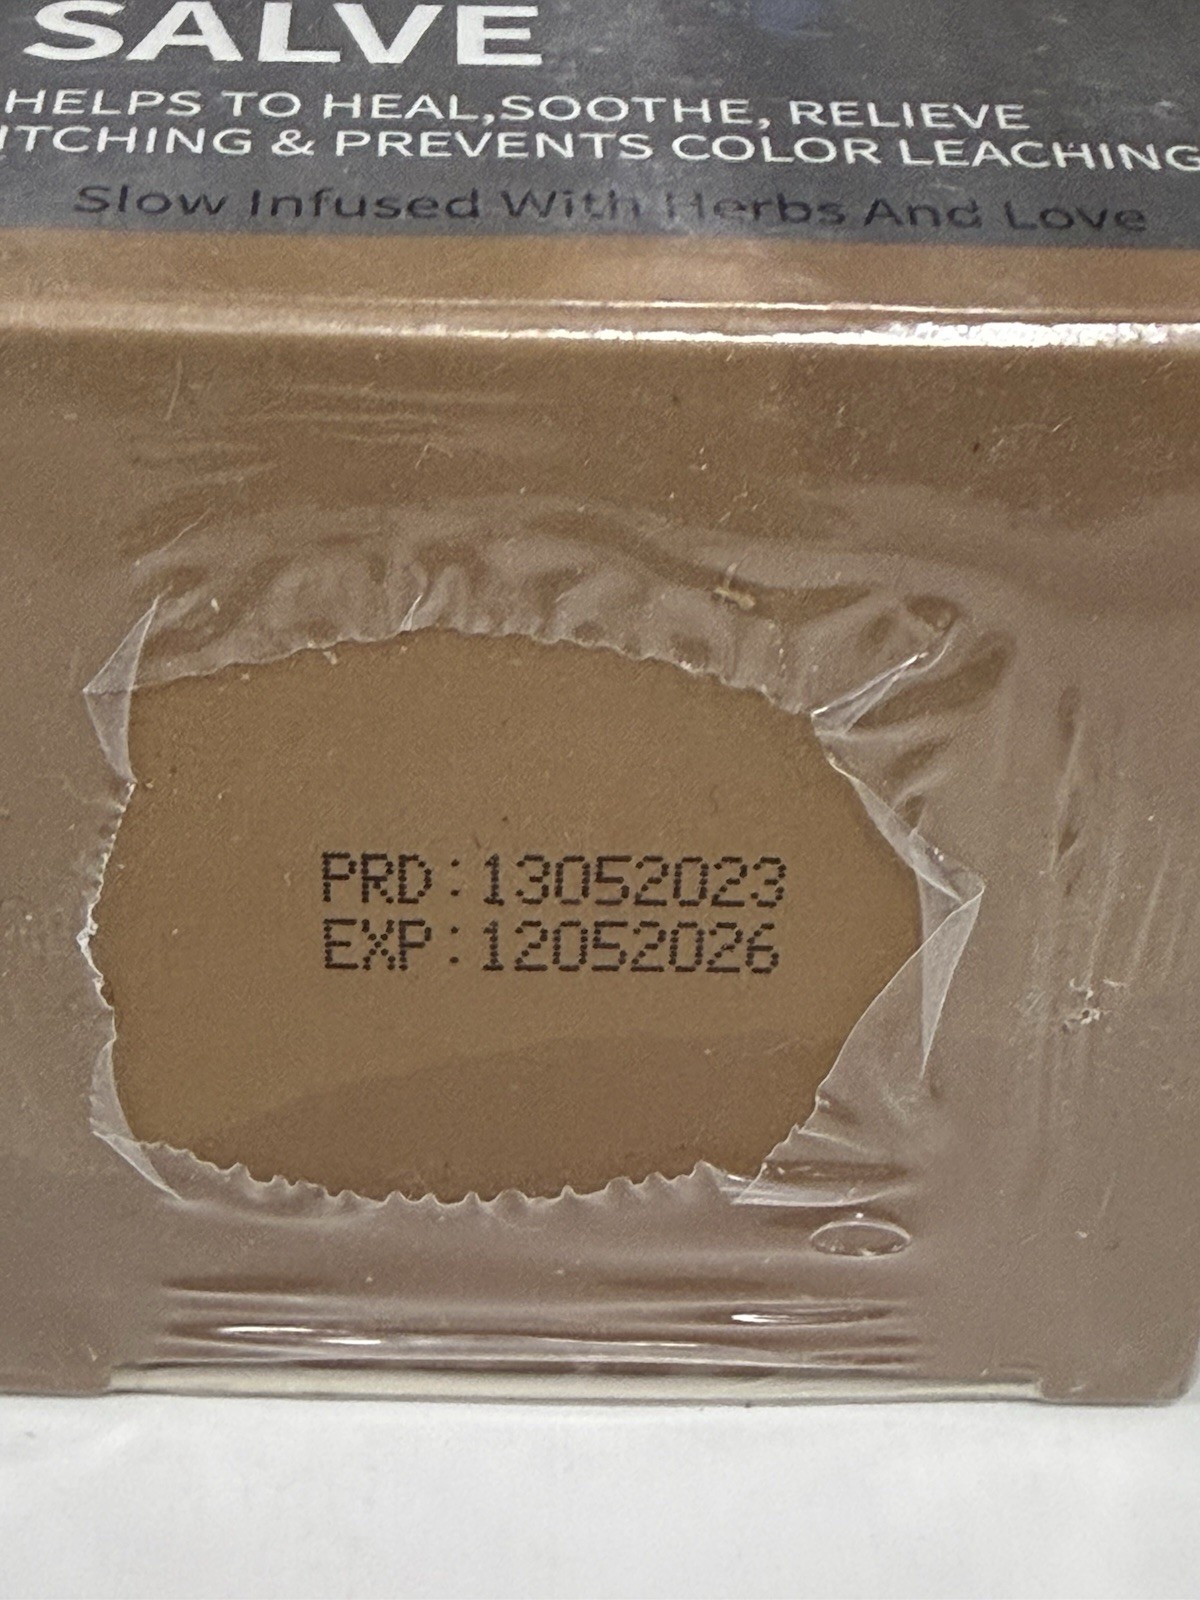 SALVE
HELPS TO HEAL,SOOTHE, RELIEVE
ITCHING & PREVENTS COLOR LEACHING
Slow Infused With Herbs And Love
PRD:13052023
EXP:12052026